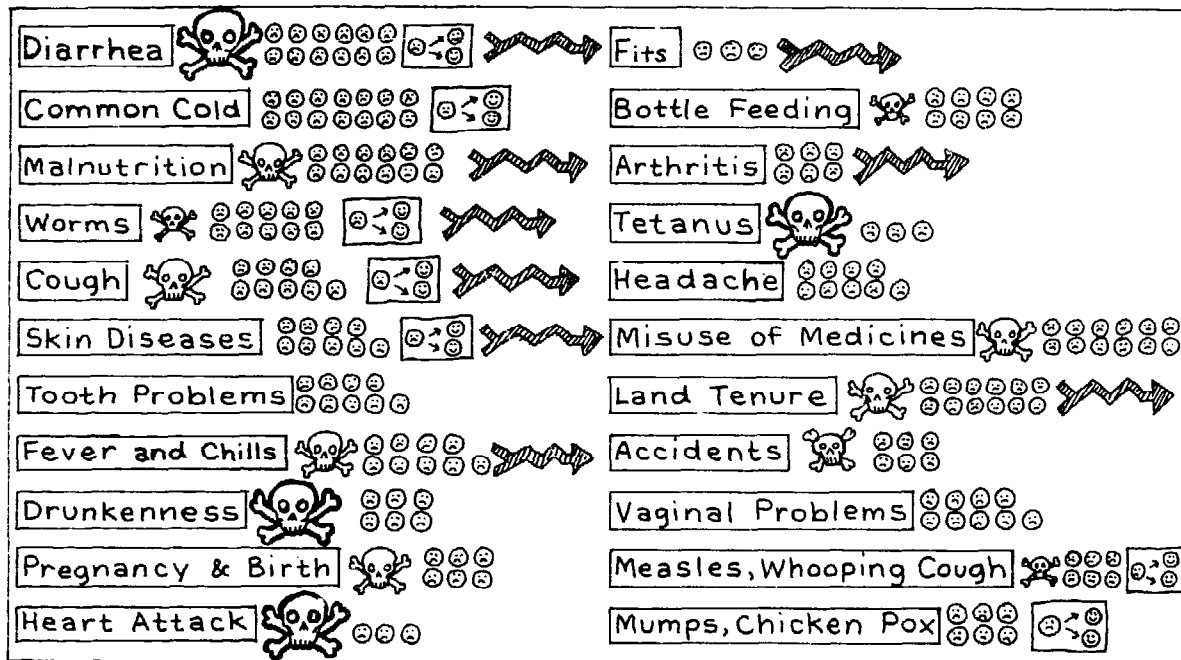 Diarrhea
Common Cold
Malnutrition
Worms
Cough
Skin Diseases
Tooth Problems
Fever and Chills
Drunkenness
Pregnancy & Birth
Heart Attack
Fits
Bottle Feeding
Arthritis
Tetanus
Headache
Misuse of Medicines
Land Tenure
Accidents
Vaginal Problems
Measles, Whooping Cough
Mumps, Chicken Pox